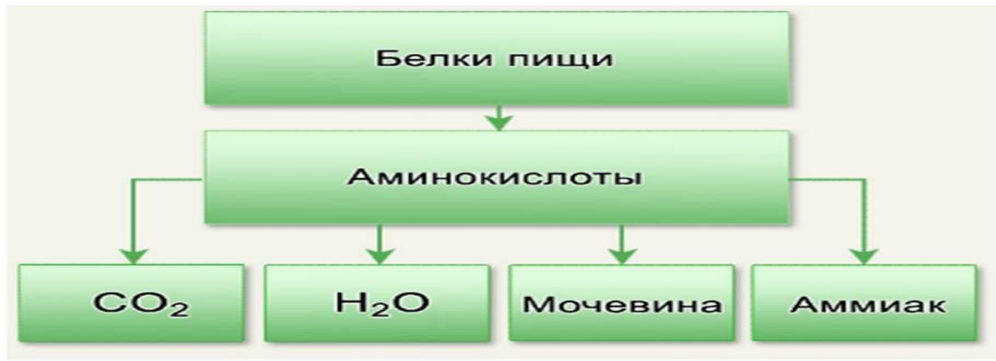 Белки пищи
Аминокислоты
CO₂
H₂O
Мочевина
Аммиак